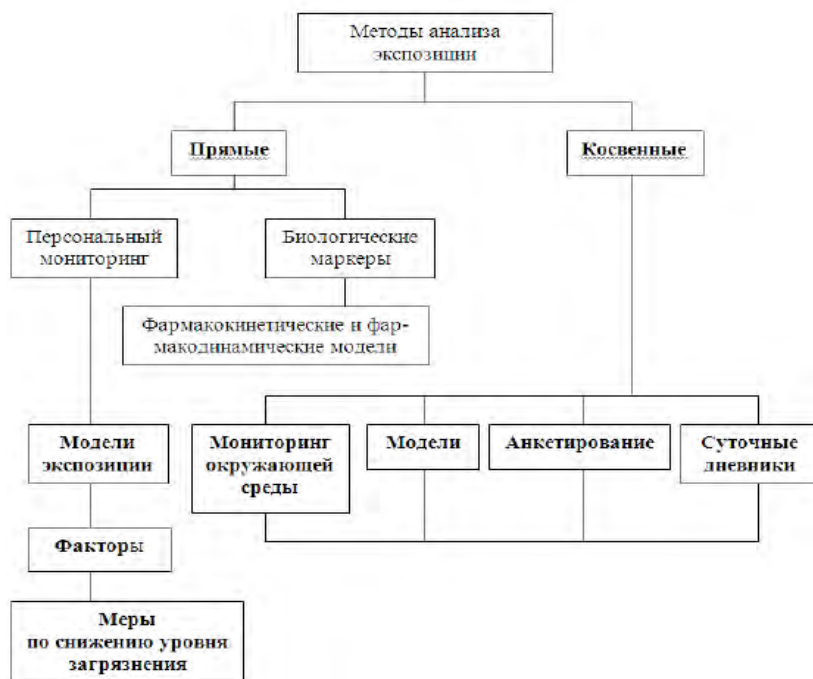 Методы анализа
экспозиции
Прямые
Косвенные
Персональный
мониторинг
Биологические
маркеры
Фармакокинетические и фар-
макодинамические модели
Модели
экспозиции
Мониторинг
окружающей
среды
Модели
Анкетирование
Суточные
дневники
Факторы
Меры
по снижению уровня
загрязнения